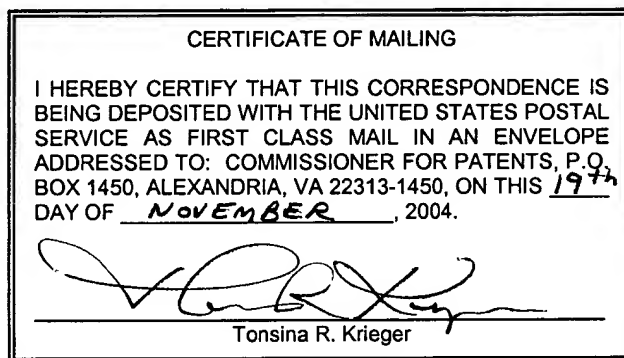 CERTIFICATE OF MAILING
I HEREBY CERTIFY THAT THIS CORRESPONDENCE IS
BEING DEPOSITED WITH THE UNITED STATES POSTAL
SERVICE AS FIRST CLASS MAIL IN AN ENVELOPE
ADDRESSED TO: COMMISSIONER FOR PATENTS, P.O.
BOX 1450, ALEXANDRIA, VA 22313-1450, ON THIS 19th
DAY OF NOVEMBER, 2004.
Tonsina R. Krieger